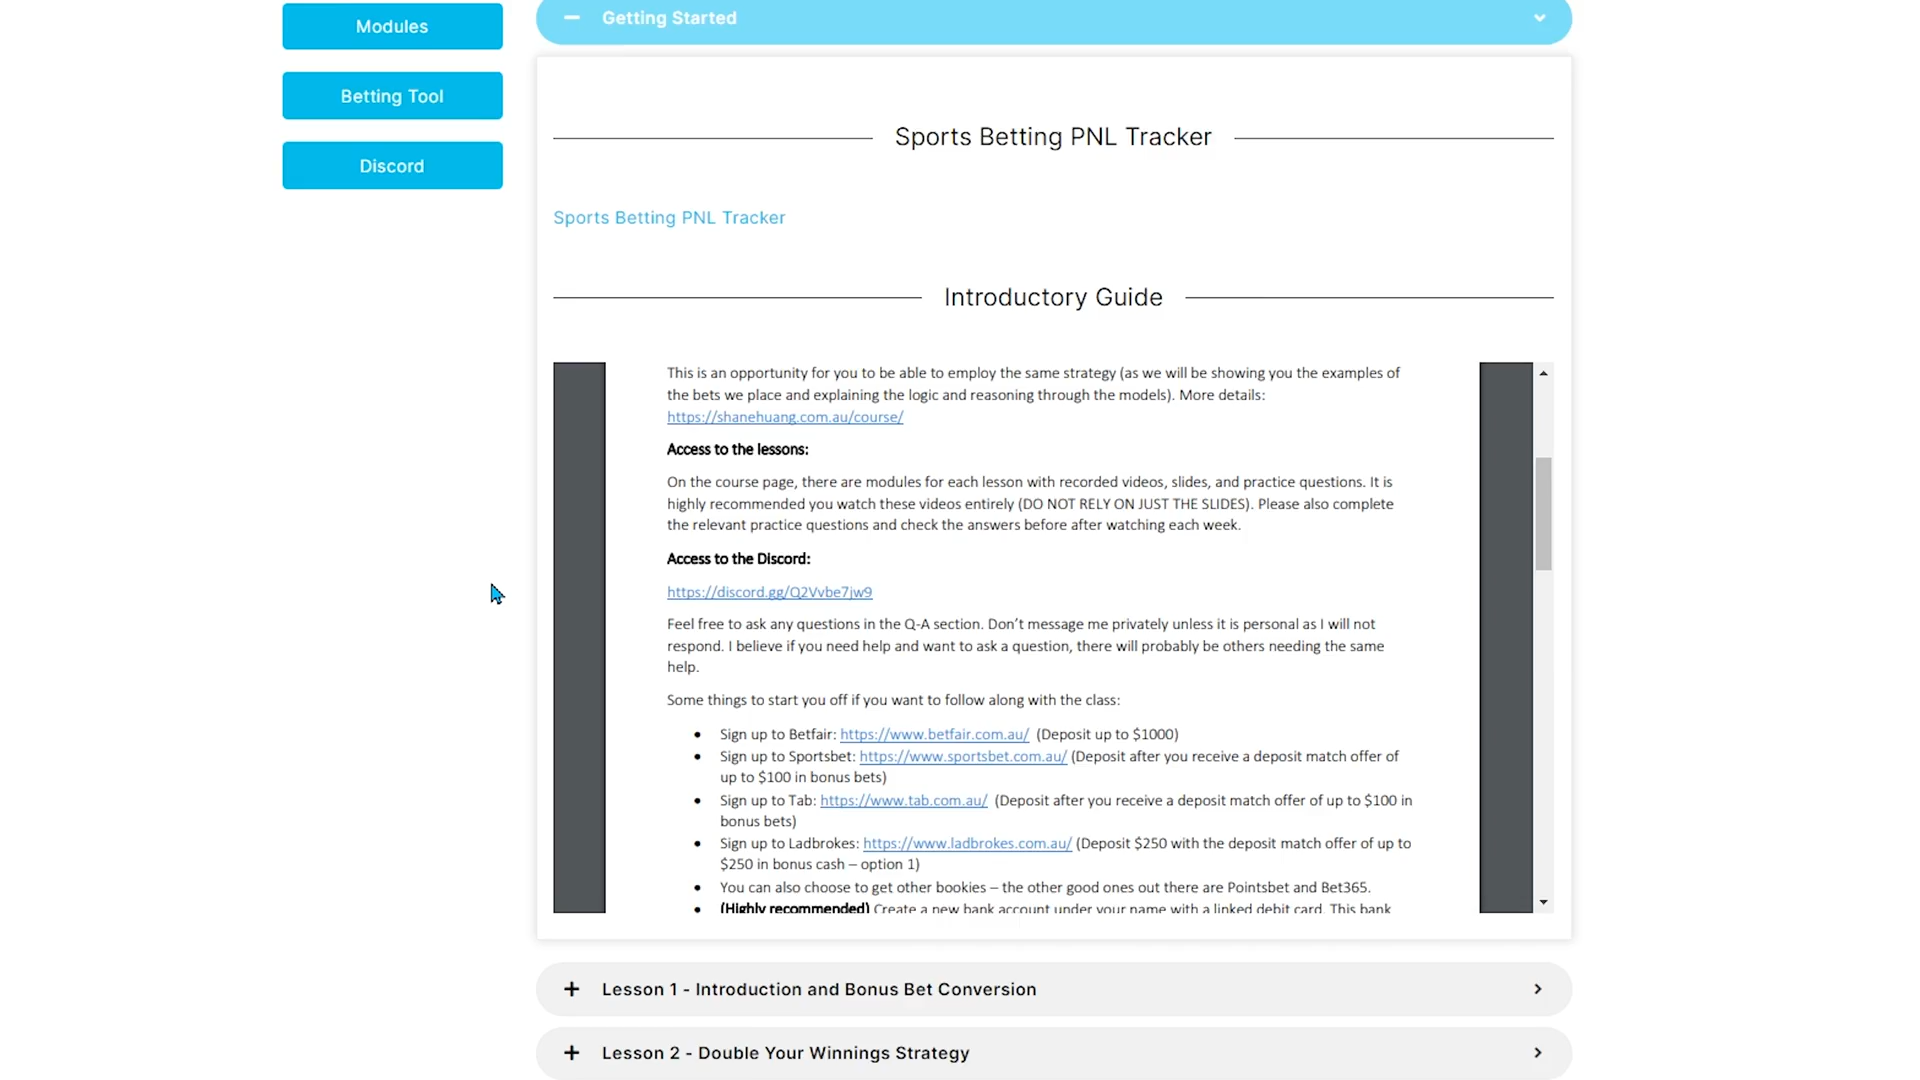 Modules
Betting Tool
Discord
Getting Started
Sports Betting PNL Tracker
Sports Betting PNL Tracker
Introductory Guide
This is an opportunity for you to be able to employ the same strategy (as we will be showing you the examples of
the bets we place and explaining the logic and reasoning through the models). More details:
https://shanehuang.com.au/course/
Access to the lessons:
On the course page, there are modules for each lesson with recorded videos, slides, and practice questions. It is
highly recommended you watch these videos entirely (DO NOT RELY ON JUST THE SLIDES). Please also complete
the relevant practice questions and check the answers before after watching each week.
Access to the Discord:
https://discord.gg/Q2Vvbe7jw9
Feel free to ask any questions in the Q-A section. Don’t message me privately unless it is personal as I will not
respond. I believe if you need help and want to ask a question, there will probably be others needing the same
help.
Some things to start you off if you want to follow along with the class:
• Sign up to Betfair: https://www.betfair.com.au/ (Deposit up to $1000)
• Sign up to Sportsbet: https://www.sportsbet.com.au/ (Deposit after you receive a deposit match offer of
up to $100 in bonus bets)
• Sign up to Tab: https://www.tab.com.au/ (Deposit after you receive a deposit match offer of up to $100 in
bonus bets)
• Sign up to Ladbrokes: https://www.ladbrokes.com.au/ (Deposit $250 with the deposit match offer of up to
$250 in bonus cash – option 1)
• You can also choose to get other bookies – the other good ones out there are Pointsbet and Bet365.
• (Highly recommended) Create a new bank account under your name with a linked debit card. This bank
Lesson 1 - Introduction and Bonus Bet Conversion
Lesson 2 - Double Your Winnings Strategy